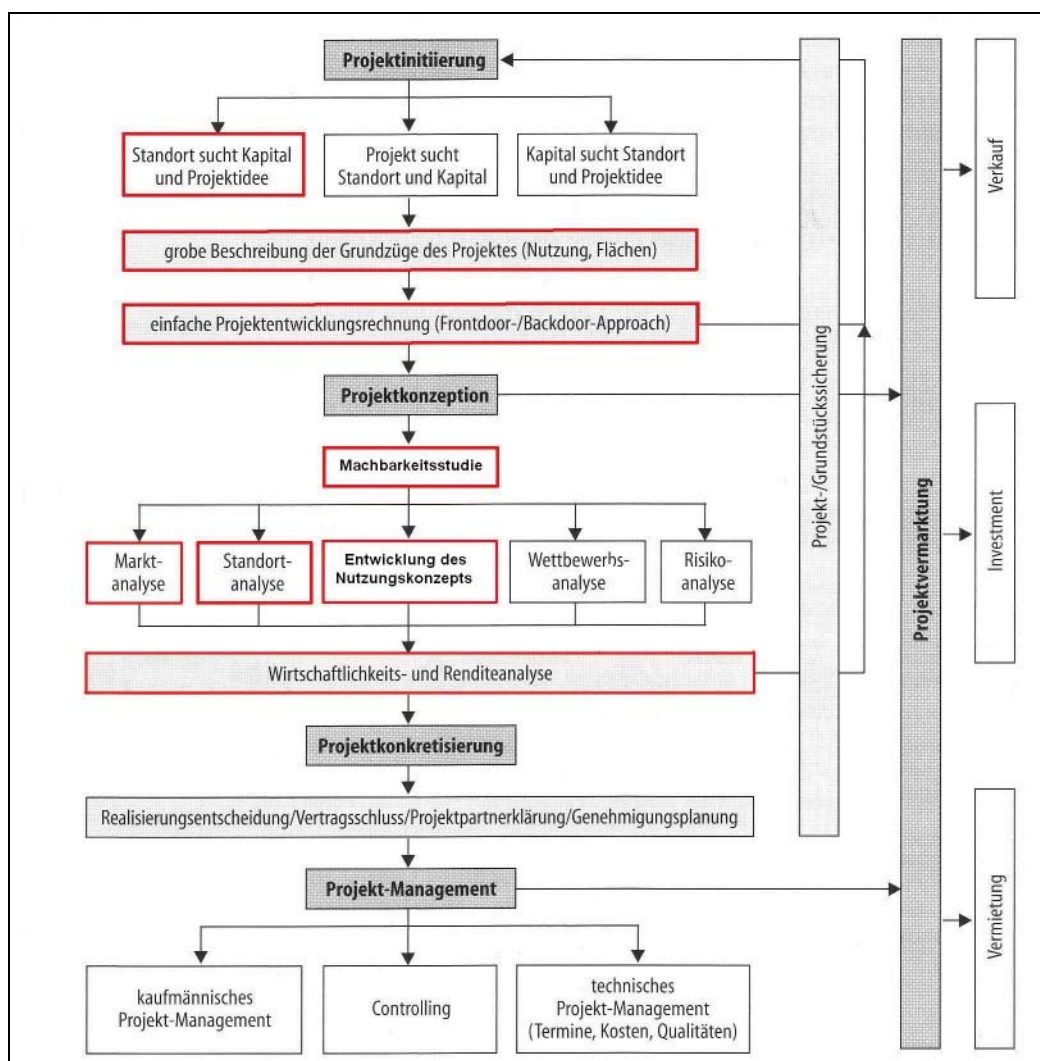 Projektinitiierung
Standort sucht Kapital
und Projektidee
Projekt sucht
Standort und Kapital
Kapital sucht Standort
und Projektidee
grobe Beschreibung der Grundzüge des Projektes (Nutzung, Flächen)
einfache Projektentwicklungsrechnung (Frontdoor-/Backdoor-Approach)
Projektkonzeption
Machbarkeitsstudie
Markt-
analyse
Standort-
analyse
Entwicklung des
Nutzungskonzepts
Wettbewerbs-
analyse
Risiko-
analyse
Wirtschaftlichkeits- und Renditeanalyse
Projektkonkretisierung
Realisierungsentscheidung/Vertragsschluss/Projektpartnerklärung/Genehmigungsplanung
Projekt-Management
kaufmännisches
Projekt-Management
Controlling
technisches
Projekt-Management
(Termine, Kosten, Qualitäten)
Projekt-/Grundstückssicherung
Projektvermarktung
Verkauf
Investment
Vermietung